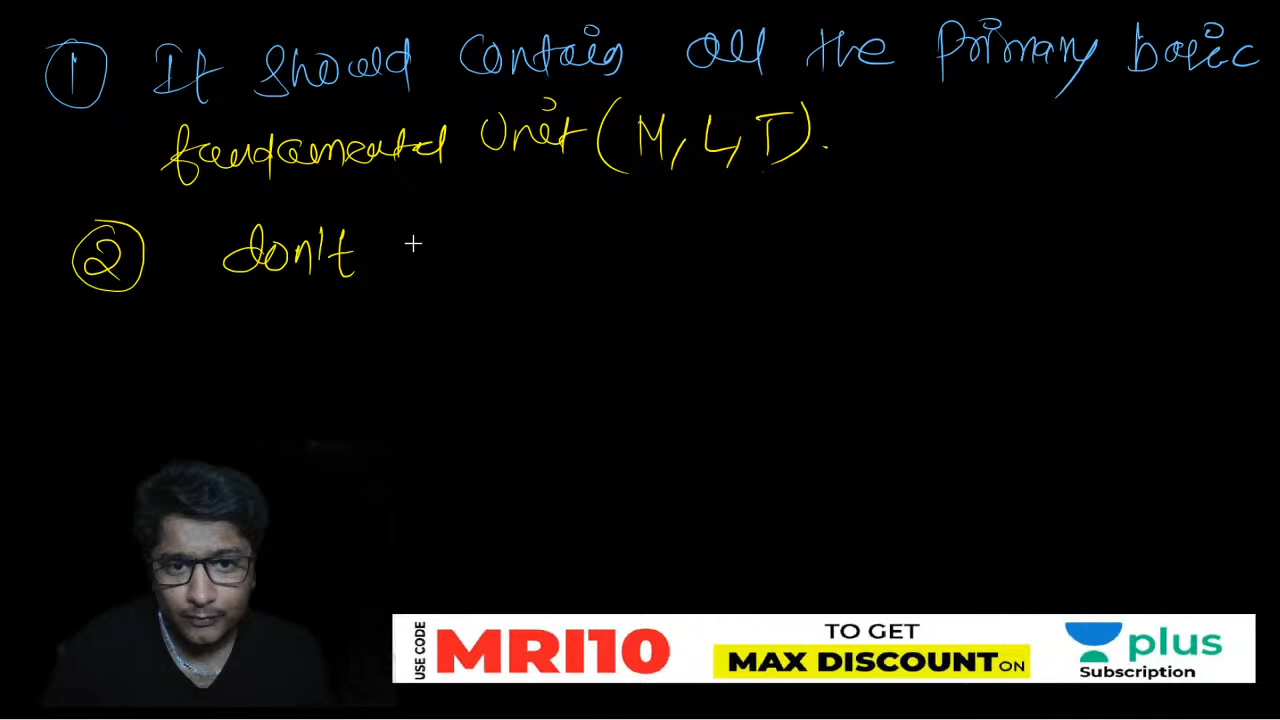 ① It should contain all the primary basic
fundamental Unit (M, L, T).
② don't
USE CODE
MRI10
TO GET
MAX DISCOUNT ON
plus
Subscription